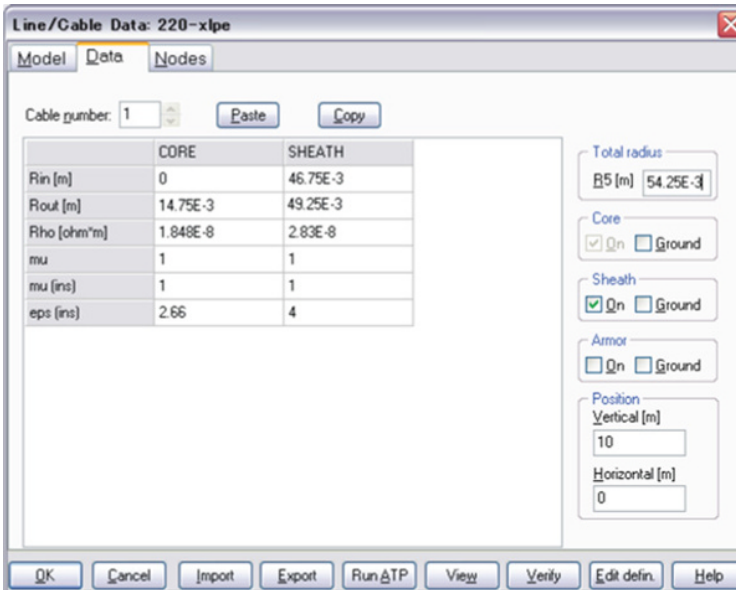 Line/Cable Data: 220-xlpe
Model Data Nodes
Cable number: 1 Paste Copy
CORE SHEATH
Rin [m] 0 46.75E-3
Rout [m] 14.75E-3 49.25E-3
Rho [ohm*m] 1.848E-8 2.83E-8
mu 1 1
mu (ins) 1 1
eps (ins) 2.66 4
Total radius
R5 [m] 54.25E-3
Core
On Ground
Sheath
On Ground
Armor
On Ground
Position
Vertical [m]
10
Horizontal [m]
0
OK Cancel Import Export Run ATP View Verify Edit defin. Help